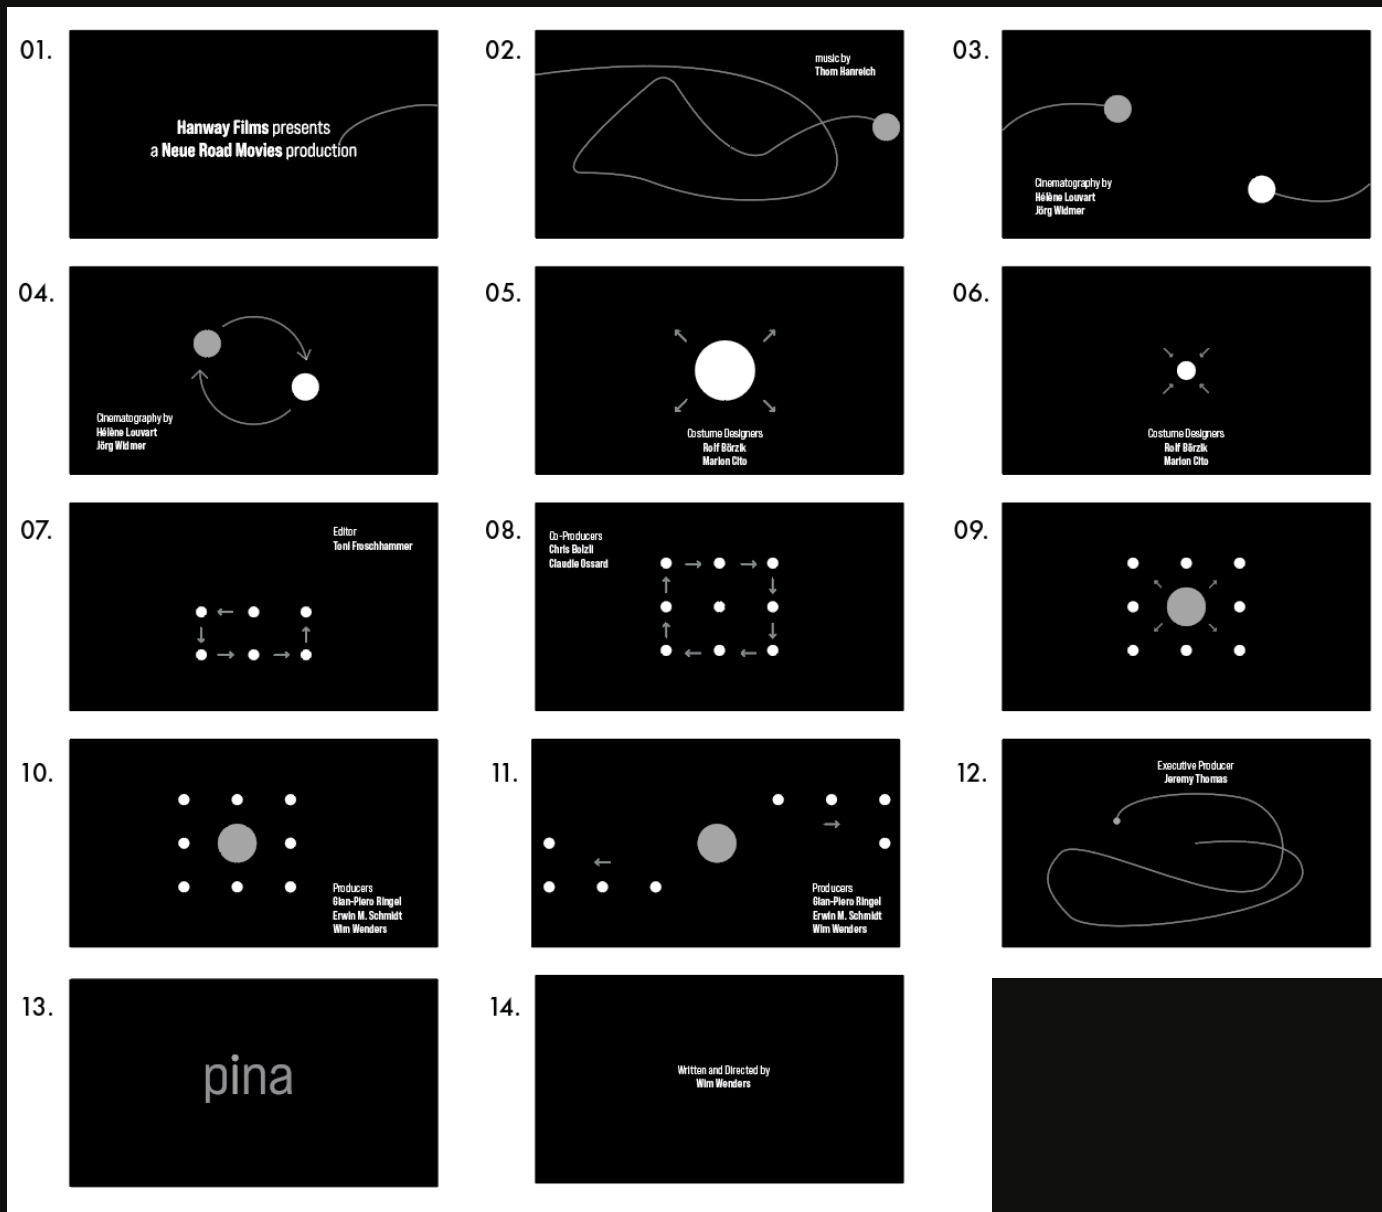 01.
Hanway Films presents
a Neue Road Movies production
02.
music by
Thom Hanreich
03.
Cinematography by
Hélène Louvart
Jörg Widmer
04.
Cinematography by
Hélène Louvart
Jörg Widmer
05.
Costume Designers
Rolf Börzik
Marion Cito
06.
Costume Designers
Rolf Börzik
Marion Cito
07.
Editor
Toni Froschhammer
08.
Co-Producers
Chris Bolzli
Claudie Ossard
09.
10.
Producers
Gian-Piero Ringel
Erwin M. Schmidt
Wim Wenders
11.
Producers
Gian-Piero Ringel
Erwin M. Schmidt
Wim Wenders
12.
Executive Producer
Jeremy Thomas
13.
pina
14.
Written and Directed by
Wim Wenders